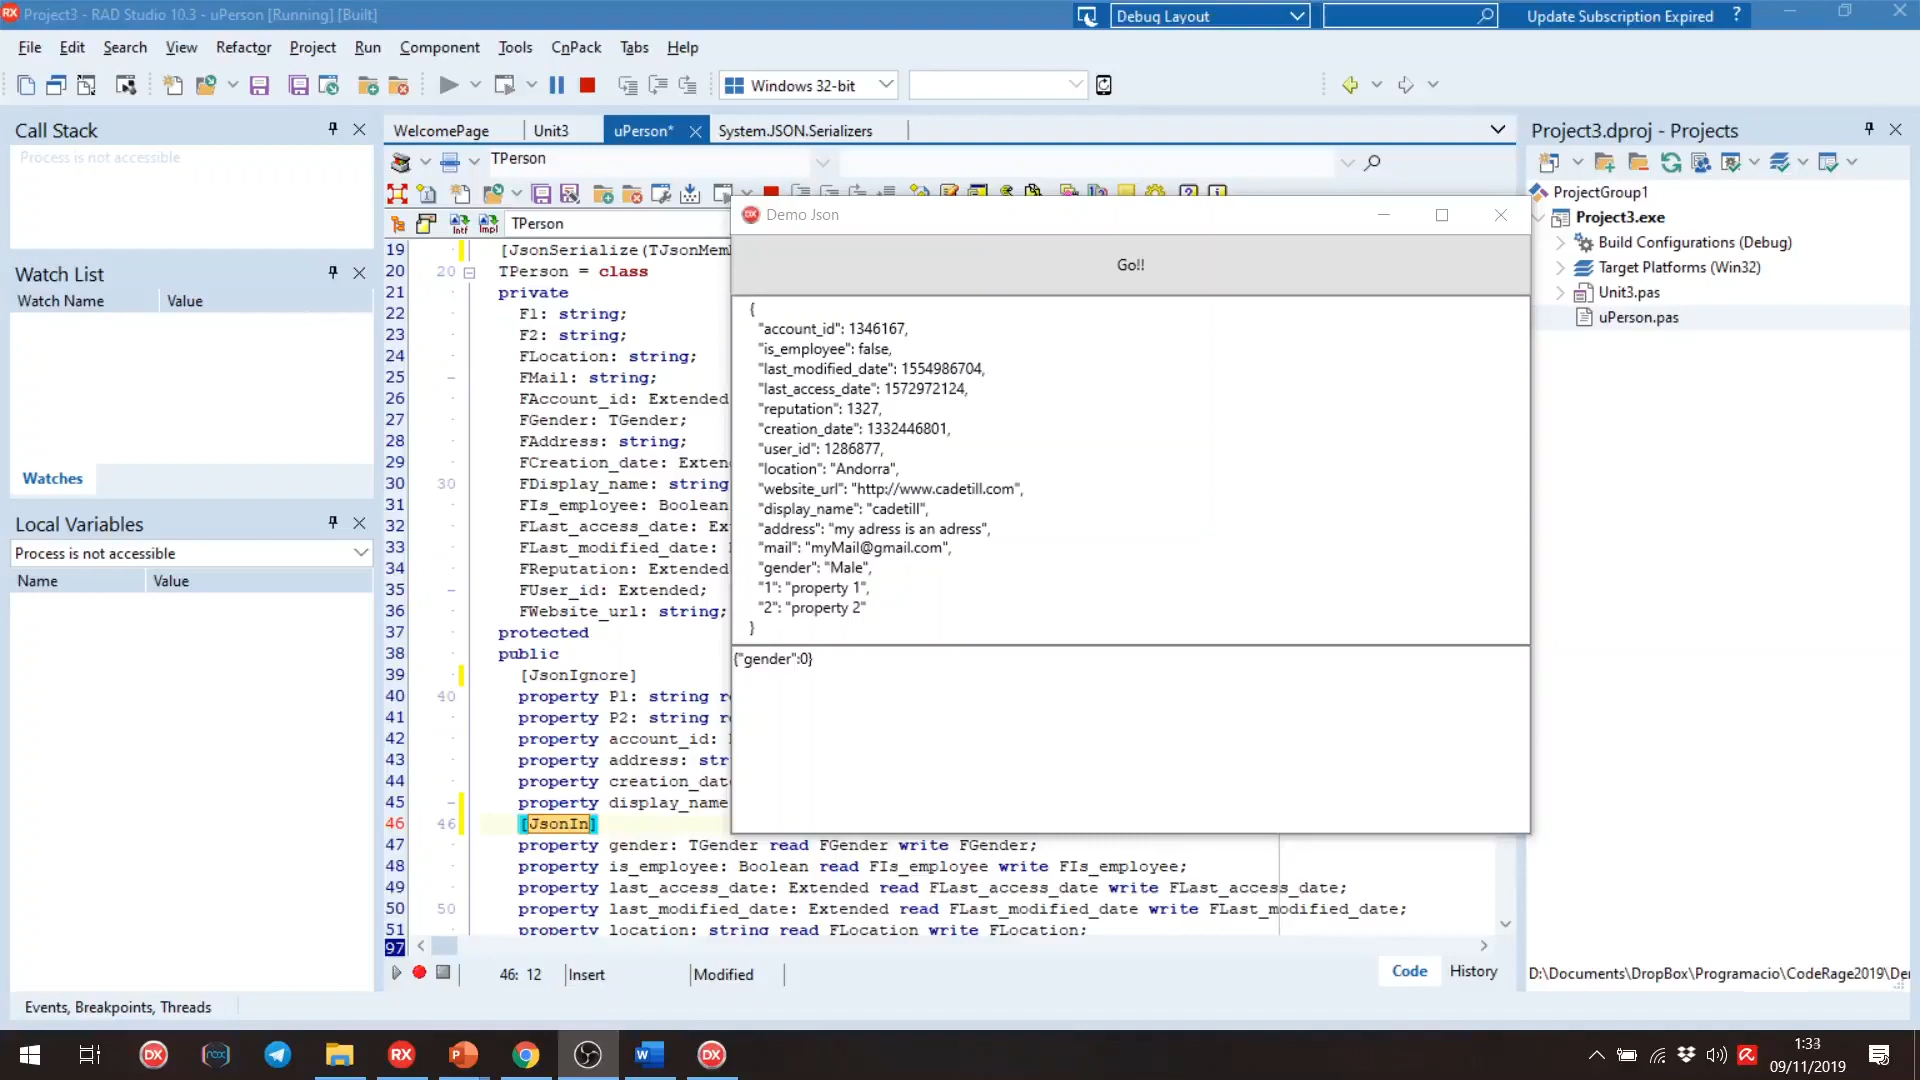 Project3 - RAD Studio 10.3 - uPerson [Running] [Built]
Debug Layout
Update Subscription Expired
?
File Edit Search View Refactor Project Run Component Tools CnPack Tabs Help
Windows 32-bit
Call Stack
Process is not accessible
Watch List
Watch Name Value
Watches
Local Variables
Process is not accessible
Name Value
Events, Breakpoints, Threads
WelcomePage Unit3 uPerson* System.JSON.Serializers
TPerson
Intf Impl TPerson
19 [JsonSerialize(TJsonMem
20 20 TPerson = class
21 private
22 F1: string;
23 F2: string;
24 FLocation: string;
25 FMail: string;
26 FAccount_id: Extended
27 FGender: TGender;
28 FAddress: string;
29 FCreation_date: Exten
30 30 FDisplay_name: string
31 FIs_employee: Boolean
32 FLast_access_date: Ex
33 FLast_modified_date:
34 FReputation: Extended
35 FUser_id: Extended;
36 FWebsite_url: string;
37 protected
38 public
39 [JsonIgnore]
40 40 property P1: string r
41 property P2: string r
42 property account_id:
43 property address: str
44 property creation_dat
45 property display_name
46 46 [JsonIn]
47 property gender: TGender read FGender write FGender;
48 property is_employee: Boolean read FIs_employee write FIs_employee;
49 property last_access_date: Extended read FLast_access_date write FLast_access_date;
50 50 property last_modified_date: Extended read FLast_modified_date write FLast_modified_date;
51 property location: string read FLocation write FLocation;
97
46: 12 Insert Modified
Code History
Demo Json
Go!!
{
"account_id": 1346167,
"is_employee": false,
"last_modified_date": 1554986704,
"last_access_date": 1572972124,
"reputation": 1327,
"creation_date": 1332446801,
"user_id": 1286877,
"location": "Andorra",
"website_url": "http://www.cadetill.com",
"display_name": "cadetill",
"address": "my adress is an adress",
"mail": "myMail@gmail.com",
"gender": "Male",
"1": "property 1",
"2": "property 2"
}
{"gender":0}
Project3.dproj - Projects
ProjectGroup1
Project3.exe
Build Configurations (Debug)
Target Platforms (Win32)
Unit3.pas
uPerson.pas
D:\Documents\DropBox\Programacio\CodeRage2019\De
1:33
09/11/2019